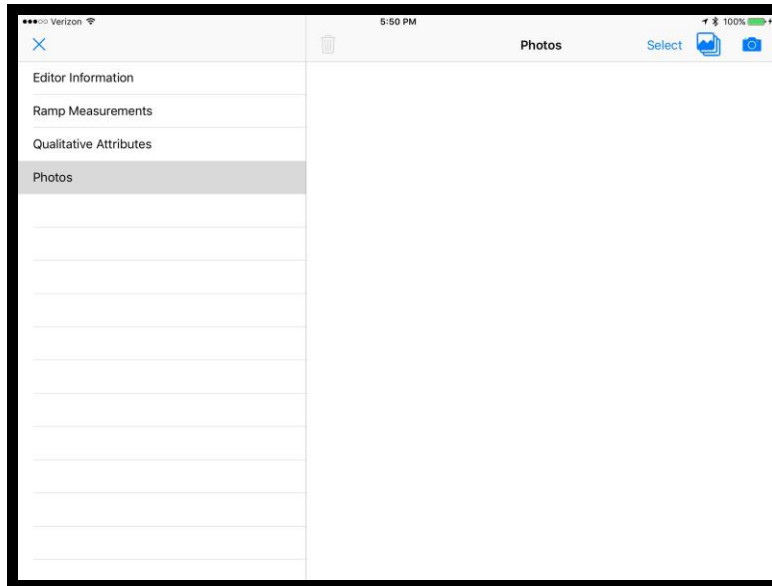 Verizon 5:50 PM 100%
Photos Select
Editor Information
Ramp Measurements
Qualitative Attributes
Photos